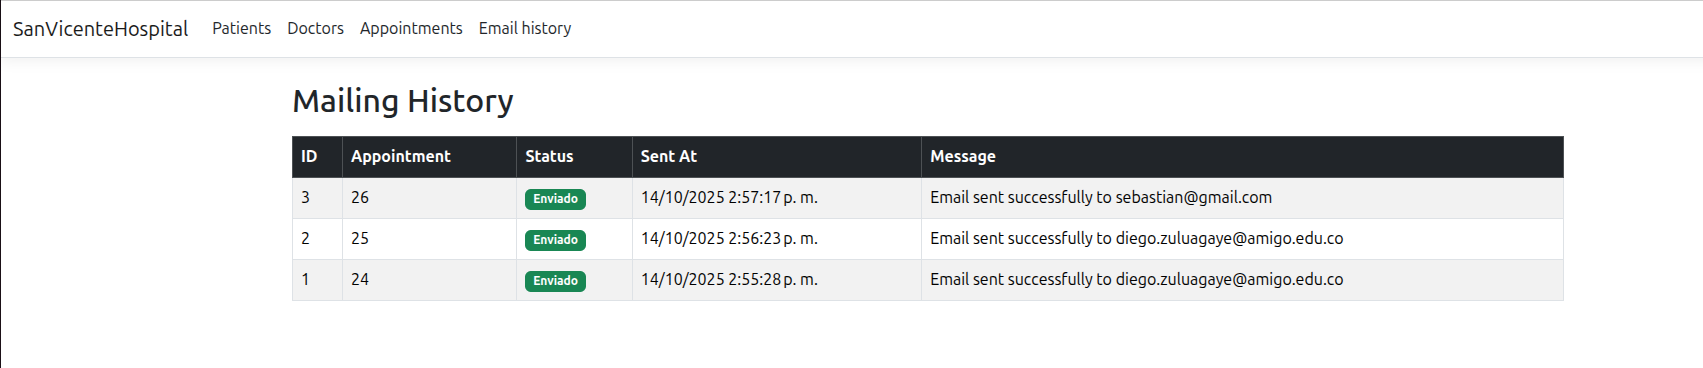 SanVicenteHospital Patients Doctors Appointments Email history
Mailing History
ID Appointment Status Sent At Message
3 26 Enviado 14/10/2025 2:57:17 p. m. Email sent successfully to sebastian@gmail.com
2 25 Enviado 14/10/2025 2:56:23 p. m. Email sent successfully to diego.zuluagaye@amigo.edu.co
1 24 Enviado 14/10/2025 2:55:28 p. m. Email sent successfully to diego.zuluagaye@amigo.edu.co